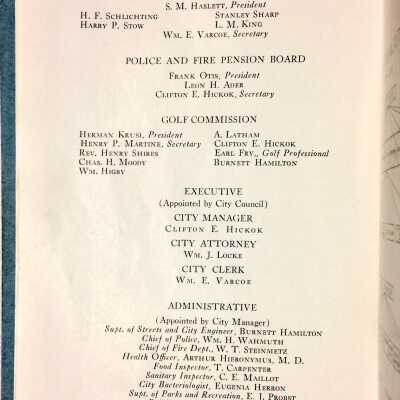 S. M. Haslett, President
H. F. Schlichting Stanley Sharp
Harry P. Stow L. M. King
Wm. E. Varcoe, Secretary
POLICE AND FIRE PENSION BOARD
Frank Otis, President
Leon H. Ader
Clifton E. Hickok, Secretary
GOLF COMMISSION
Herman Krusi, President A. Latham
Henry P. Martine, Secretary Clifton E. Hickok
Rev. Henry Shires Earl Fry,, Golf Professional
Chas. H. Moody Burnett Hamilton
Wm. Higby
EXECUTIVE
(Appointed by City Council)
CITY MANAGER
Clifton E. Hickok
CITY ATTORNEY
Wm. J. Locke
CITY CLERK
Wm. E. Varcoe
ADMINISTRATIVE
(Appointed by City Manager)
Supt. of Streets and City Engineer, Burnett Hamilton
Chief of Police, Wm. H. Wahmuth
Chief of Fire Dept., W. T. Steinmetz
Health Officer, Arthur Hieronymus, M. D.
Food Inspector, T. Carpenter
Sanitary Inspector, C. E. Maillot
City Bacteriologist, Eugenia Herron
Supt. of Parks and Recreation, E. J. Probst